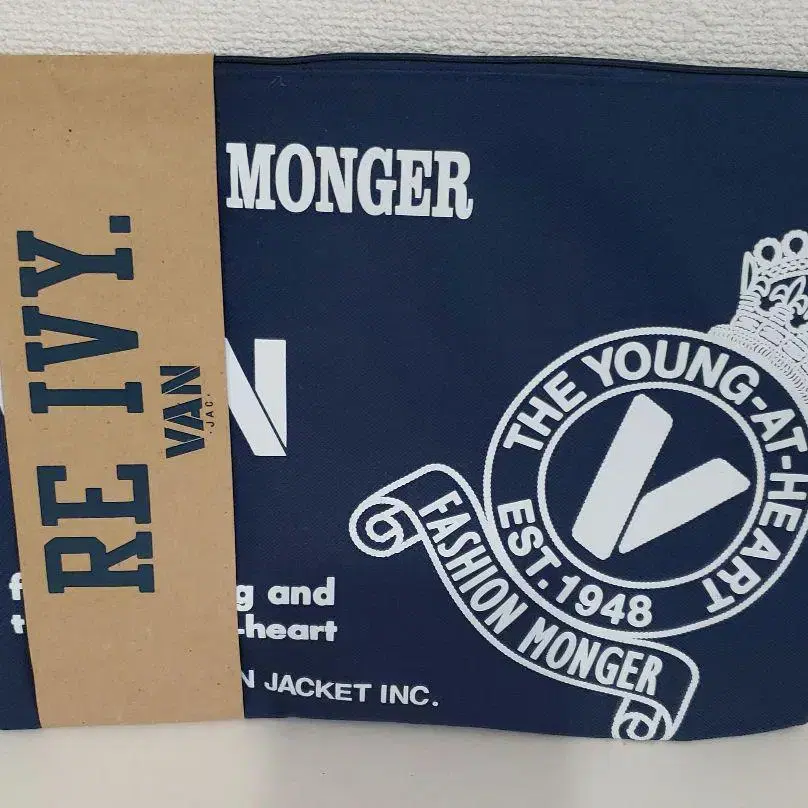 RE IVY.
VAN
·JAC·
MONGER
N
g and
-heart
N JACKET INC.
THE YOUNG-AT-HEART
EST. 1948
FASHION MONGER